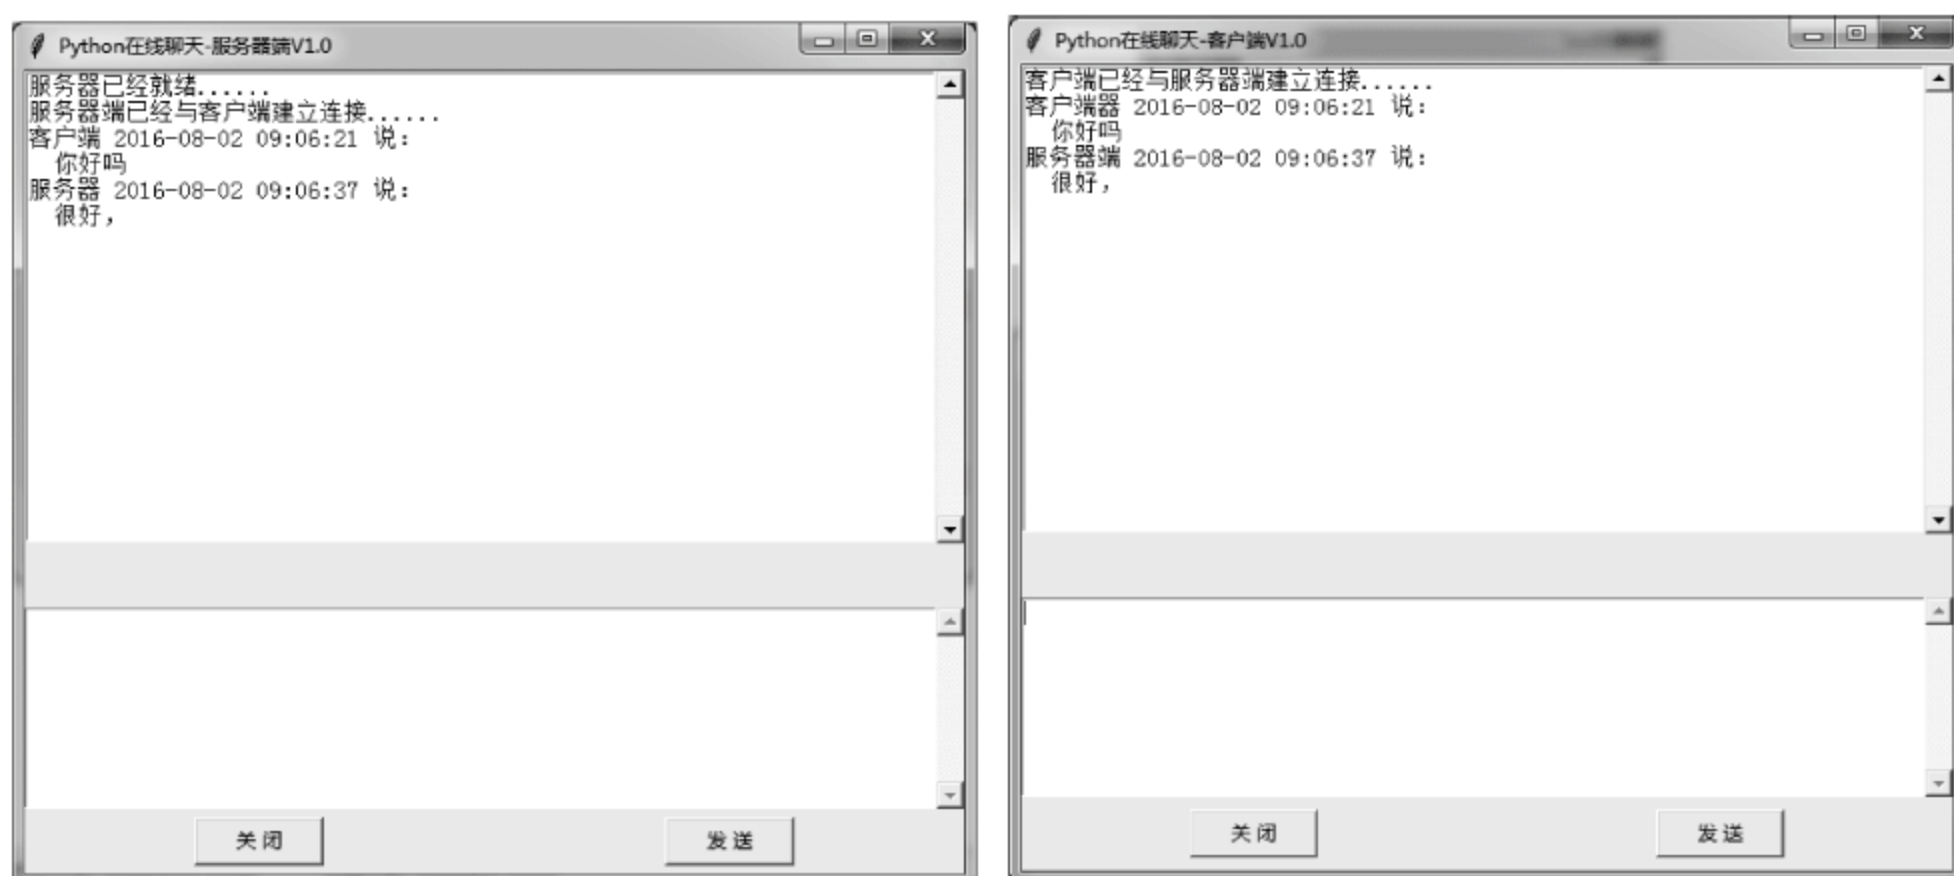 Python在线聊天-服务器端V1.0
服务器已经就绪......
服务器端已经与客户端建立连接......
客户端 2016-08-02 09:06:21 说：
你好吗
服务器 2016-08-02 09:06:37 说：
很好，
关闭
发送
Python在线聊天-客户端V1.0
客户端已经与服务器端建立连接......
客户端器 2016-08-02 09:06:21 说：
你好吗
服务器端 2016-08-02 09:06:37 说：
很好，
关闭
发送